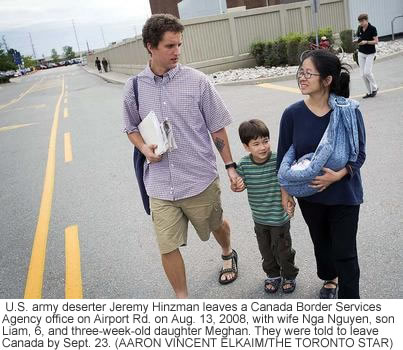 U.S. army deserter Jeremy Hinzman leaves a Canada Border Services
Agency office on Airport Rd. on Aug. 13, 2008, with wife Nga Nguyen, son
Liam, 6, and three-week-old daughter Meghan. They were told to leave
Canada by Sept. 23. (AARON VINCENT ELKAIM/THE TORONTO STAR)